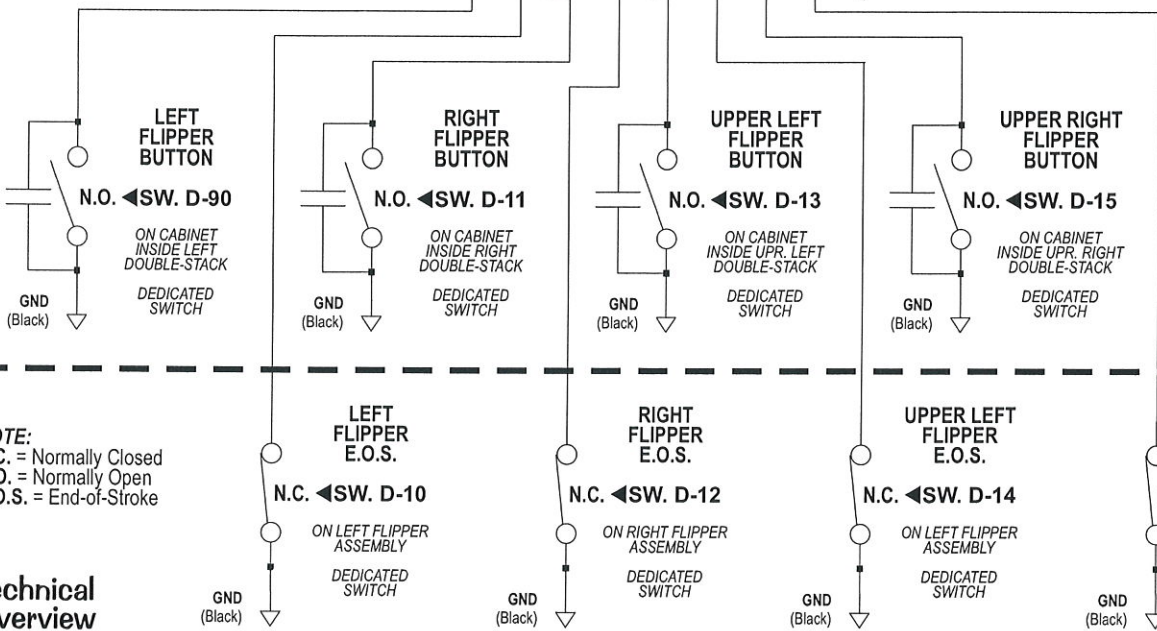 LEFT
FLIPPER
BUTTON
N.O. ◀SW. D-90
ON CABINET
INSIDE LEFT
DOUBLE-STACK
DEDICATED
SWITCH
GND
(Black)
RIGHT
FLIPPER
BUTTON
N.O. ◀SW. D-11
ON CABINET
INSIDE RIGHT
DOUBLE-STACK
DEDICATED
SWITCH
GND
(Black)
UPPER LEFT
FLIPPER
BUTTON
N.O. ◀SW. D-13
ON CABINET
INSIDE UPR. LEFT
DOUBLE-STACK
DEDICATED
SWITCH
GND
(Black)
UPPER RIGHT
FLIPPER
BUTTON
N.O. ◀SW. D-15
ON CABINET
INSIDE UPR. RIGHT
DOUBLE-STACK
DEDICATED
SWITCH
GND
(Black)
OTE:
C. = Normally Closed
O. = Normally Open
O.S. = End-of-Stroke
LEFT
FLIPPER
E.O.S.
N.C. ◀SW. D-10
ON LEFT FLIPPER
ASSEMBLY
DEDICATED
SWITCH
GND
(Black)
RIGHT
FLIPPER
E.O.S.
N.C. ◀SW. D-12
ON RIGHT FLIPPER
ASSEMBLY
DEDICATED
SWITCH
GND
(Black)
UPPER LEFT
FLIPPER
E.O.S.
N.C. ◀SW. D-14
ON LEFT FLIPPER
ASSEMBLY
DEDICATED
SWITCH
GND
(Black)
GND
(Black)
echnical
verview